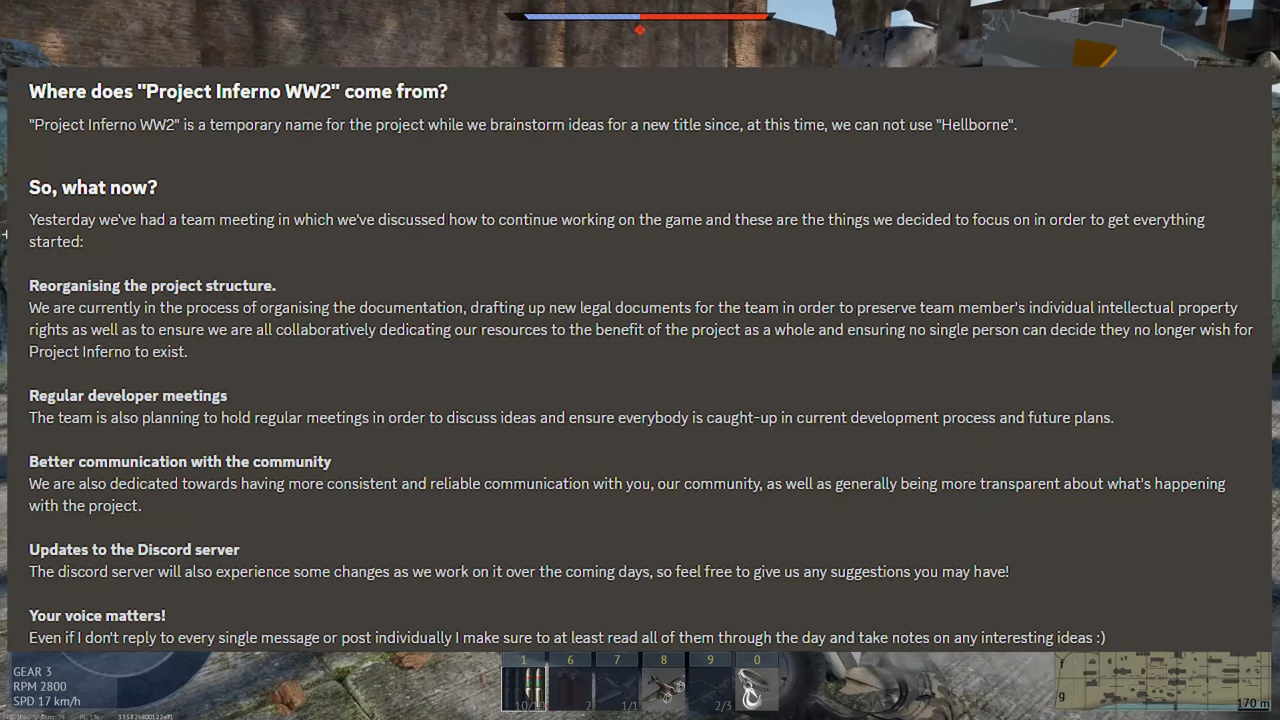 Where does "Project Inferno WW2" come from?
"Project Inferno WW2" is a temporary name for the project while we brainstorm ideas for a new title since, at this time, we can not use "Hellborne".
So, what now?
Yesterday we've had a team meeting in which we've discussed how to continue working on the game and these are the things we decided to focus on in order to get everything
started:
Reorganising the project structure.
We are currently in the process of organising the documentation, drafting up new legal documents for the team in order to preserve team member's individual intellectual property
rights as well as to ensure we are all collaboratively dedicating our resources to the benefit of the project as a whole and ensuring no single person can decide they no longer wish for
Project Inferno to exist.
Regular developer meetings
The team is also planning to hold regular meetings in order to discuss ideas and ensure everybody is caught-up in current development process and future plans.
Better communication with the community
We are also dedicated towards having more consistent and reliable communication with you, our community, as well as generally being more transparent about what's happening
with the project.
Updates to the Discord server
The discord server will also experience some changes as we work on it over the coming days, so feel free to give us any suggestions you may have!
Your voice matters!
Even if I don't reply to every single message or post individually I make sure to at least read all of them through the day and take notes on any interesting ideas :)
1 6 7 8 9 0
GEAR 3
RPM 2800
SPD 17 km/h
2 1/1 2/3
f
g
170 m